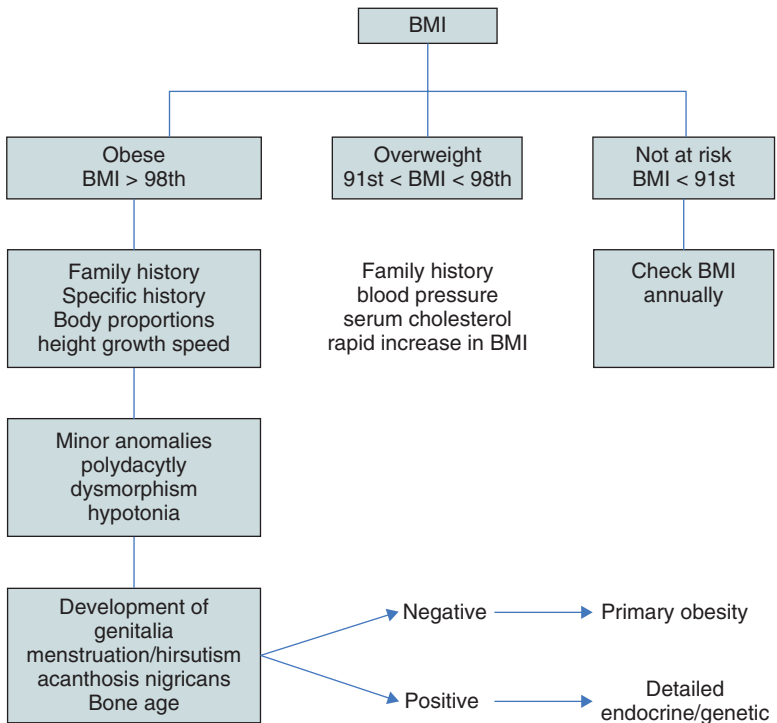 BMI
Obese
BMI > 98th
Overweight
91st < BMI < 98th
Not at risk
BMI < 91st
Family history
Specific history
Body proportions
height growth speed
Family history
blood pressure
serum cholesterol
rapid increase in BMI
Check BMI
annually
Minor anomalies
polydacytly
dysmorphism
hypotonia
Development of
genitalia
menstruation/hirsutism
acanthosis nigricans
Bone age
Negative
Primary obesity
Positive
Detailed
endocrine/genetic